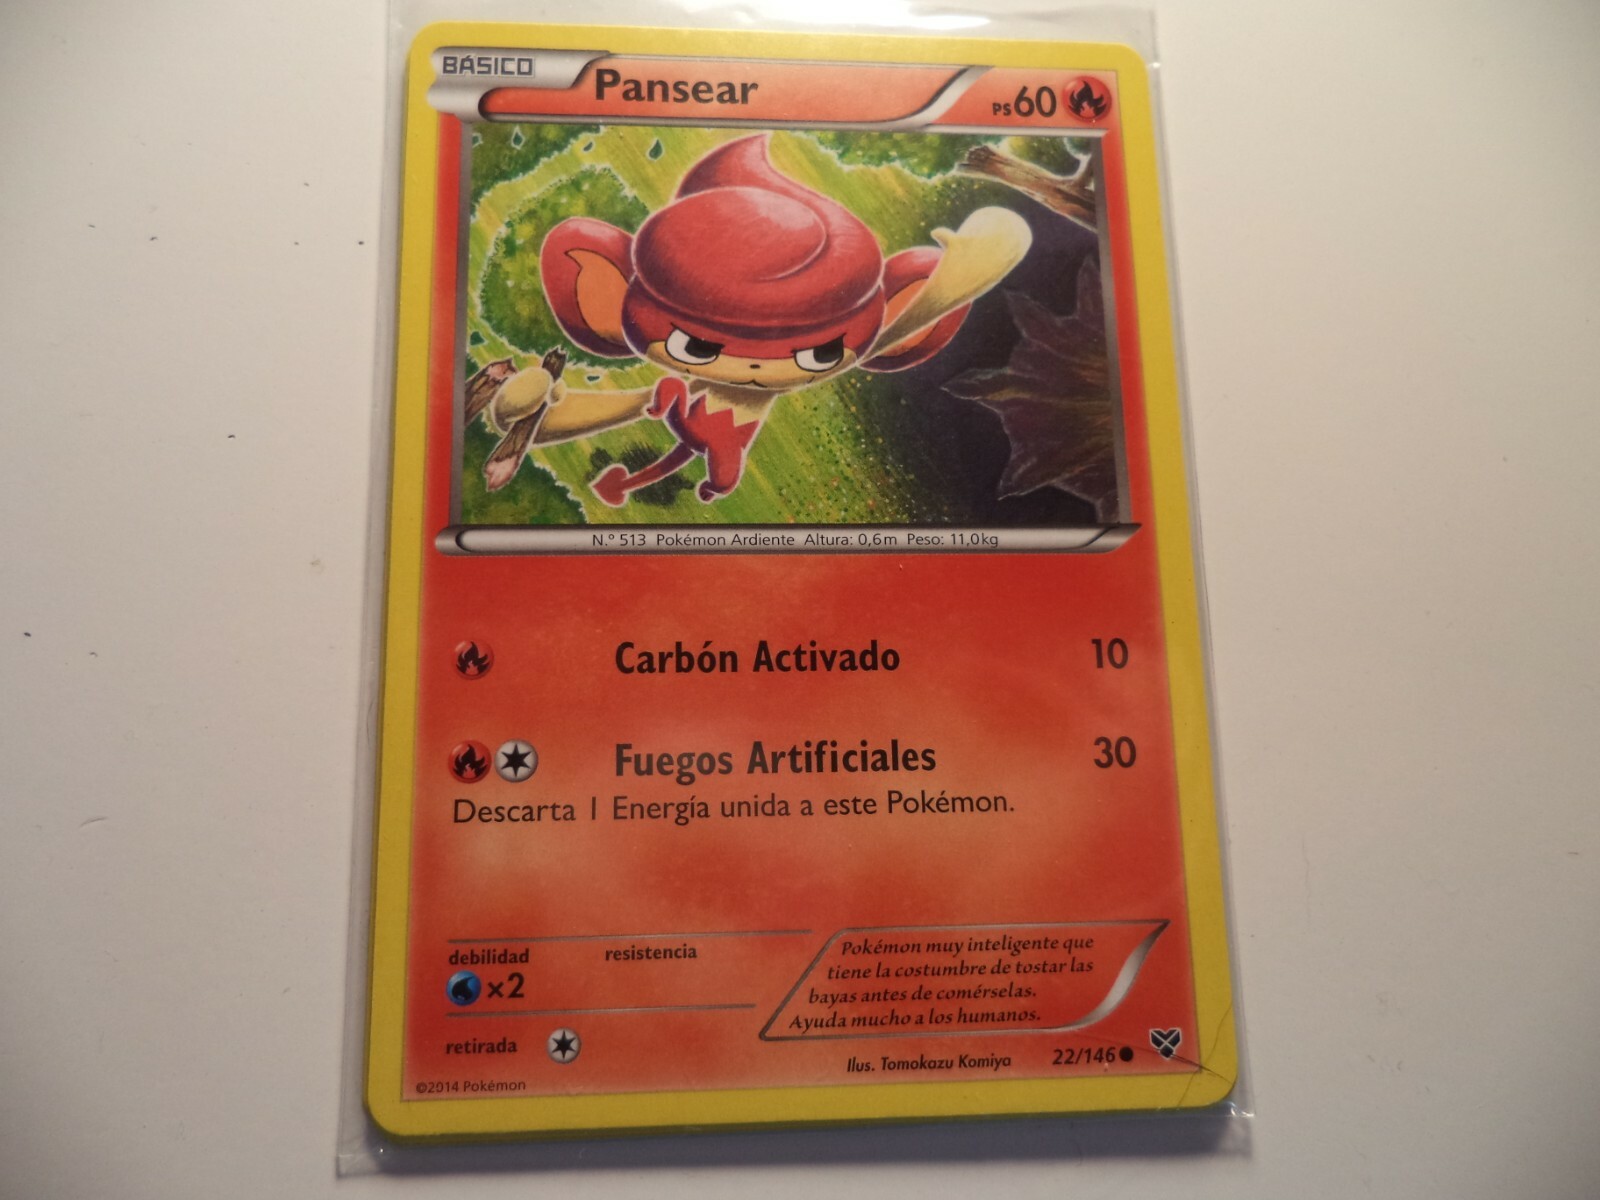 BÁSICO
Pansear
PS60
N.º 513 Pokémon Ardiente Altura: 0,6m Peso: 11,0kg
Carbón Activado 10
Fuegos Artificiales 30
Descarta 1 Energía unida a este Pokémon.
debilidad resistencia
x2
retirada
Pokémon muy inteligente que
tiene la costumbre de tostar las
bayas antes de comérselas.
Ayuda mucho a los humanos.
Ilus. Tomokazu Komiya 22/146
©2014 Pokémon